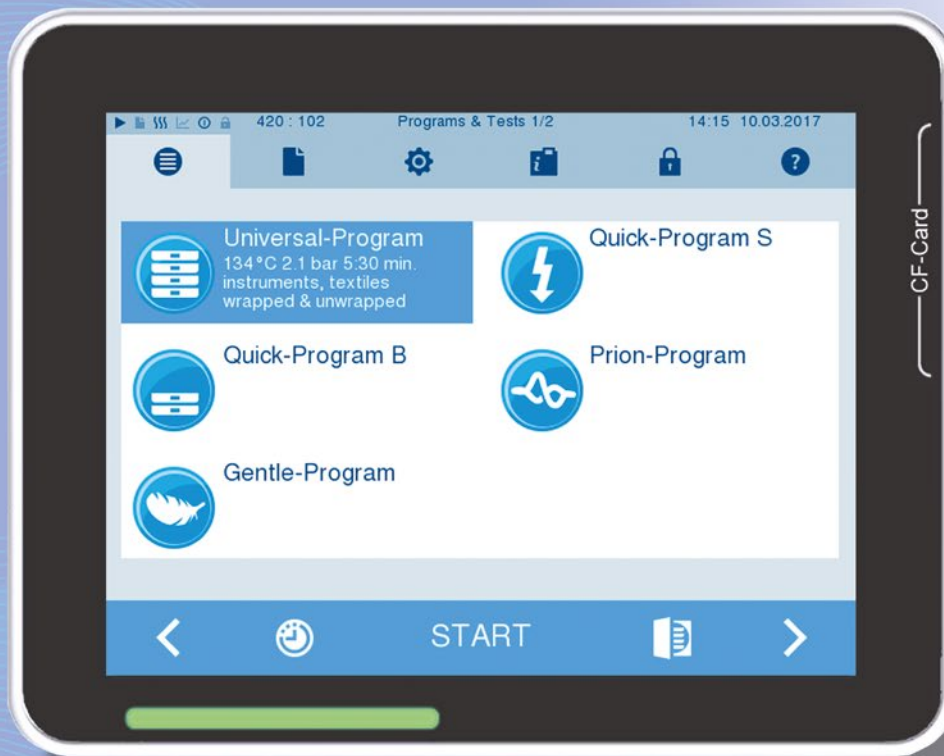 420 : 102 Programs & Tests 1/2 14:15 10.03.2017
?
Universal-Program
134°C 2.1 bar 5:30 min.
instruments, textiles
wrapped & unwrapped
Quick-Program S
Quick-Program B
Prion-Program
Gentle-Program
START
CF-Card